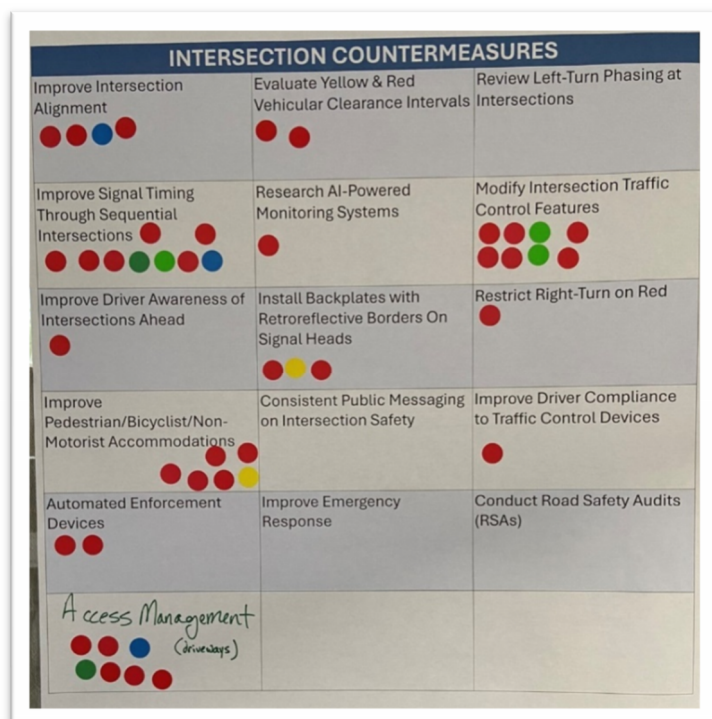 INTERSECTION COUNTERMEASURES
Improve Intersection
Alignment
Evaluate Yellow & Red
Vehicular Clearance Intervals
Review Left-Turn Phasing at
Intersections
Improve Signal Timing
Through Sequential
Intersections
Research AI-Powered
Monitoring Systems
Modify Intersection Traffic
Control Features
Improve Driver Awareness of
Intersections Ahead
Install Backplates with
Retroreflective Borders On
Signal Heads
Restrict Right-Turn on Red
Improve
Pedestrian/Bicyclist/Non-
Motorist Accommodations
Consistent Public Messaging
on Intersection Safety
Improve Driver Compliance
to Traffic Control Devices
Automated Enforcement
Devices
Improve Emergency
Response
Conduct Road Safety Audits
(RSAs)
Access Management
(driveways)